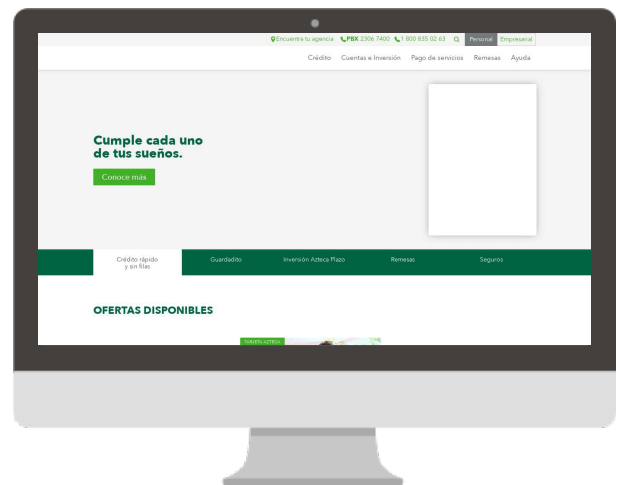 Encuentra tu agencia PBX 2306 7400 1 800 835 02 63 Personal Empresarial
Crédito Cuentas e Inversión Pago de servicios Remesas Ayuda
Cumple cada uno
de tus sueños.
Conoce más
Crédito rápido
y sin filas
Guardadito
Inversión Azteca Plazo
Remesas
Seguros
OFERTAS DISPONIBLES
TARJETA AZTECA